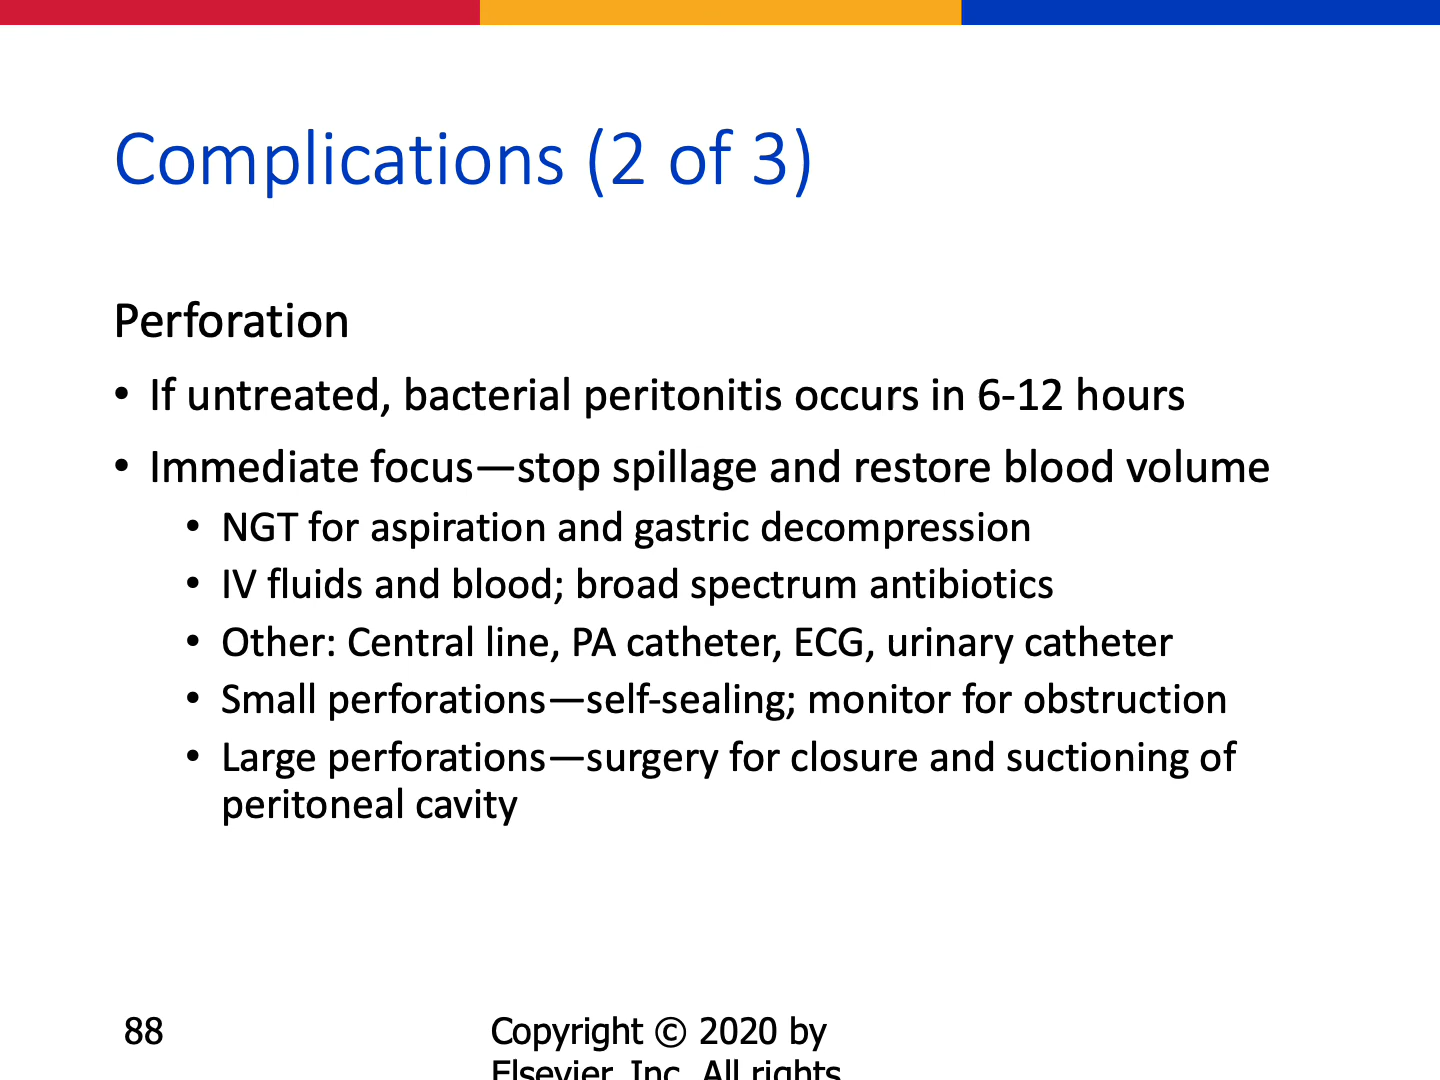 Complications (2 of 3)
Perforation
• If untreated, bacterial peritonitis occurs in 6-12 hours
• Immediate focus—stop spillage and restore blood volume
• NGT for aspiration and gastric decompression
• IV fluids and blood; broad spectrum antibiotics
• Other: Central line, PA catheter, ECG, urinary catheter
• Small perforations—self-sealing; monitor for obstruction
• Large perforations—surgery for closure and suctioning of
peritoneal cavity
88
Copyright © 2020 by
Elsevier, Inc. All rights